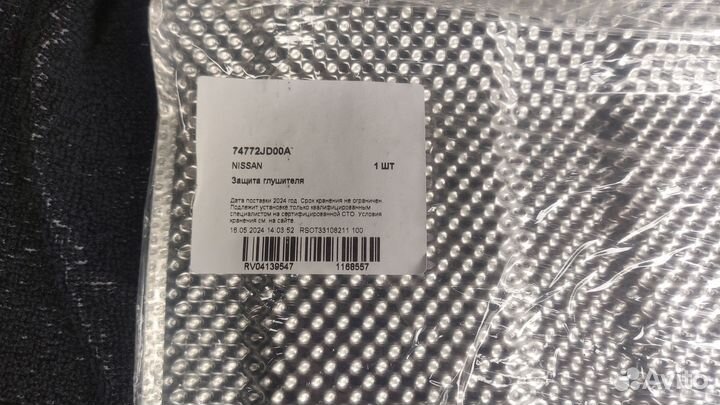 74772JD00A
NISSAN 1 ШТ
Защита глушителя
Дата поставки 2024 год. Срок хранения не ограничен.
Подлежит установке только квалифицированным
специалистом на сертифицированной СТО. Условия
хранения см. на сайте.
16.05.2024 14:03:52 RSOT33108211 100
RV04139547 1168557
Avito